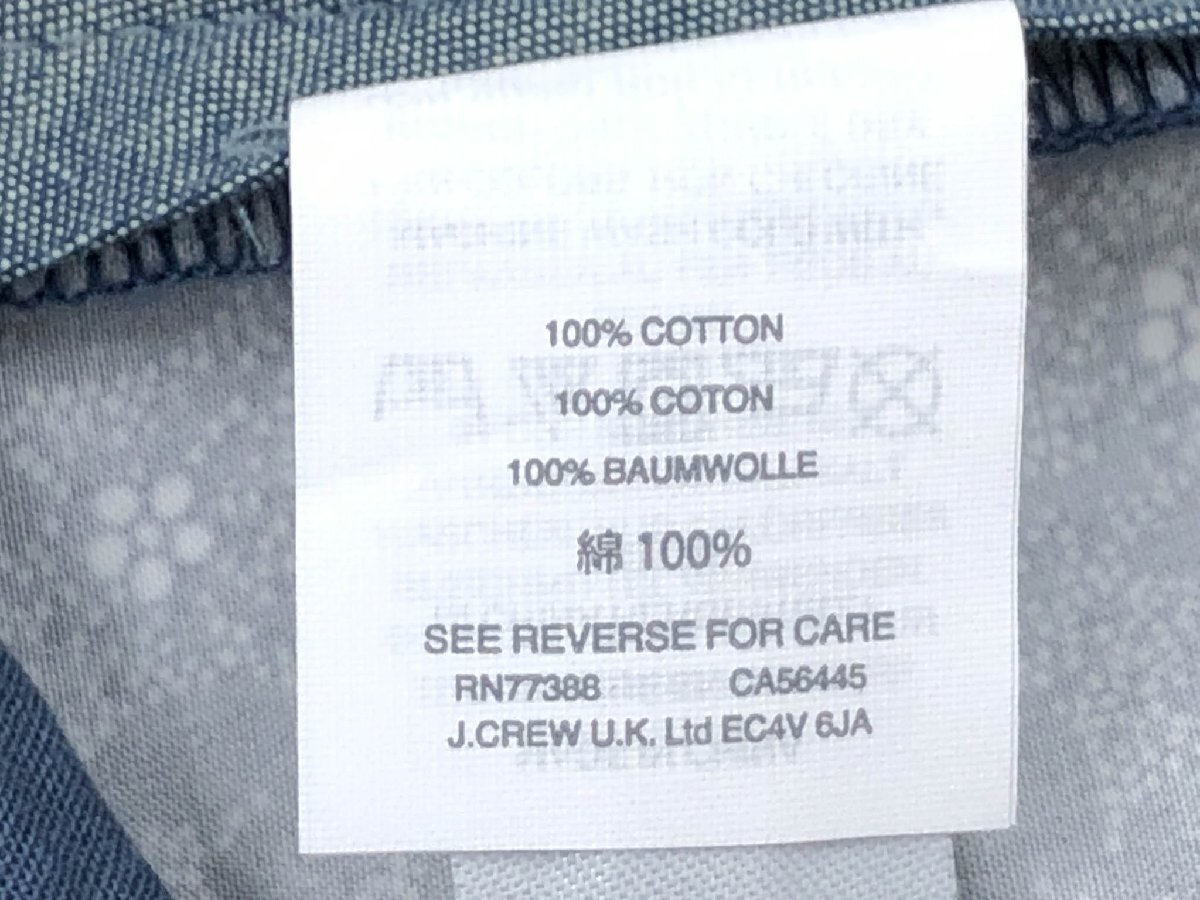 100% COTTON
100% COTON
100% BAUMWOLLE
綿 100%
SEE REVERSE FOR CARE
RN77388 CA56445
J.CREW U.K. Ltd EC4V 6JA